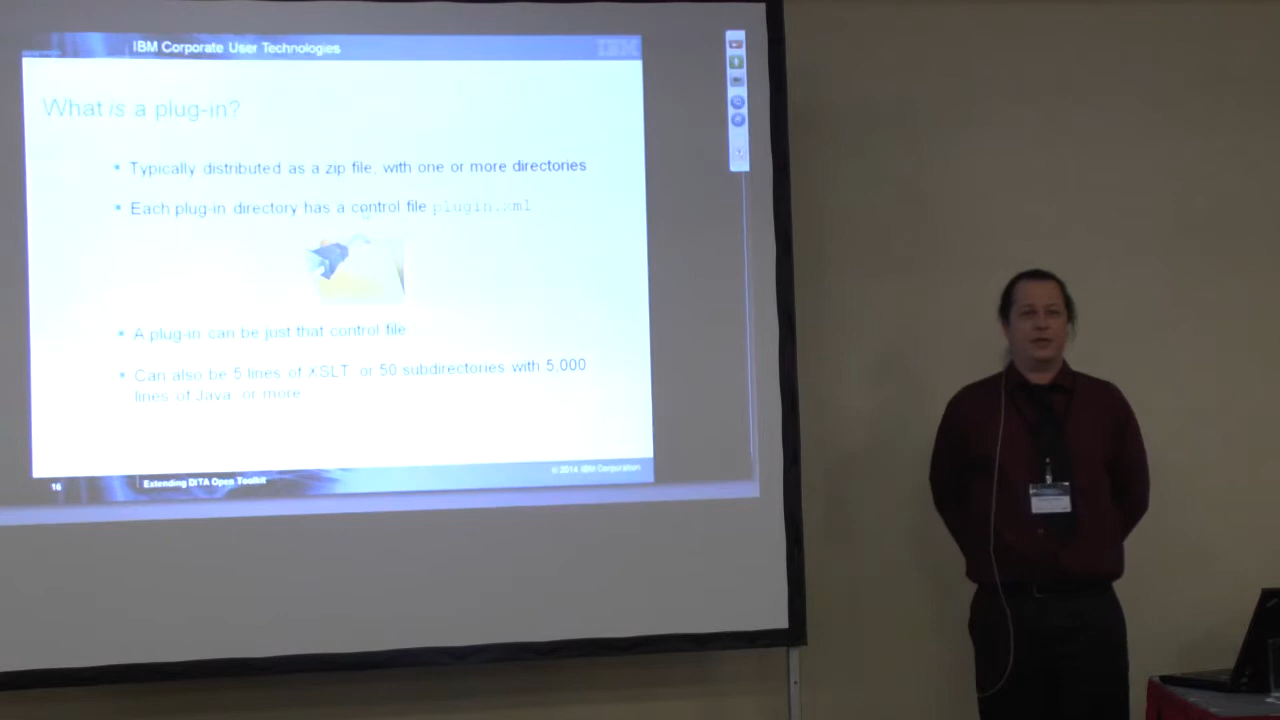 IBM Corporate User Technologies
IBM
What is a plug-in?
* Typically distributed as a zip file, with one or more directories
* Each plug-in directory has a control file plugin.xml
* A plug-in can be just that control file
* Can also be 5 lines of XSLT, or 50 subdirectories with 5,000
lines of Java, or more
16
Extending DITA Open Toolkit
© 2014 IBM Corporation